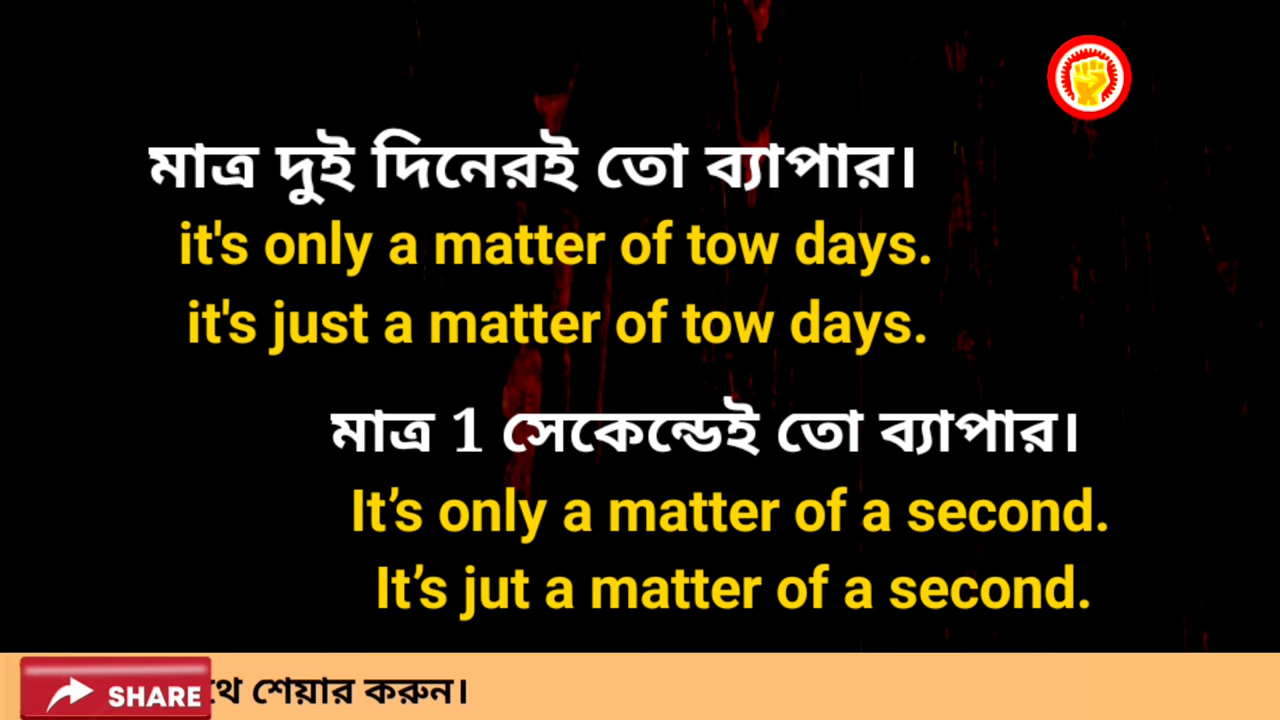 মাত্র দুই দিনেরই তো ব্যাপার।
it's only a matter of tow days.
it's just a matter of tow days.
মাত্র 1 সেকেন্ডেই তো ব্যাপার।
It’s only a matter of a second.
It’s jut a matter of a second.
SHARE শেয়ার করুন।